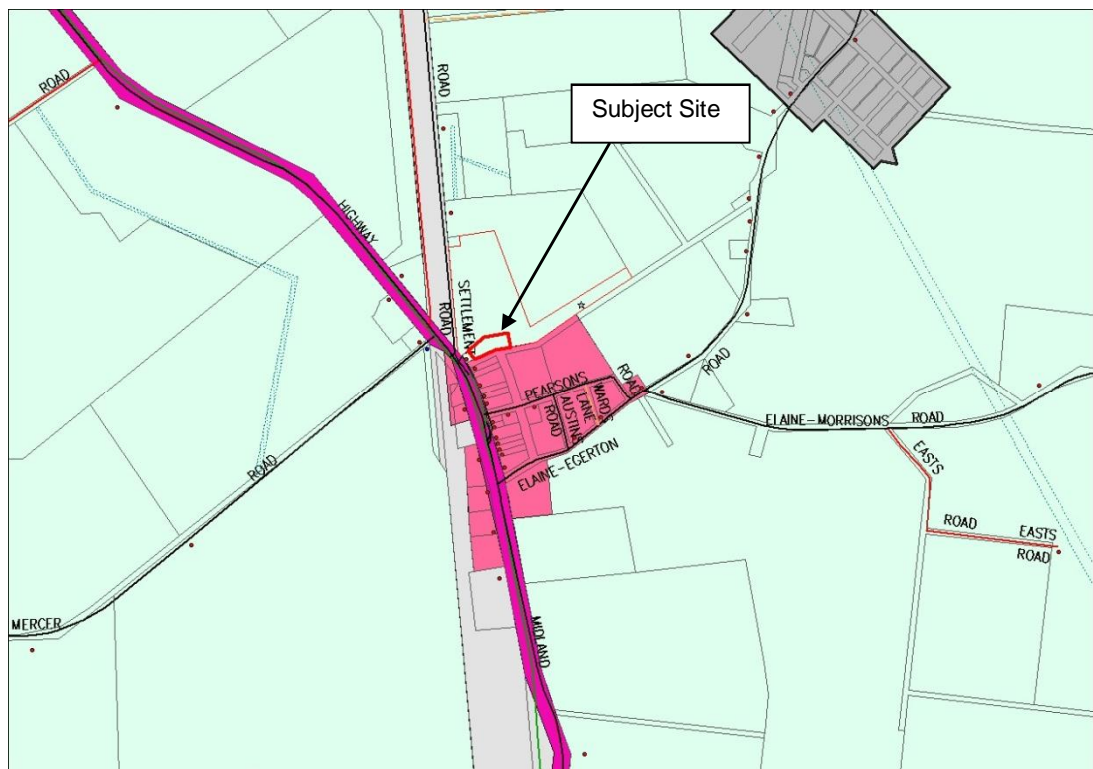 ROAD
ROAD
Subject Site
HIGHWAY
SETTLEMENT
ROAD
PEARSONS
ROAD
WARDS
LANE
AUSTINS
ROAD
ROAD
ELAINE-EGERTON
ELAINE-MORRISONS ROAD
EASTS
ROAD EASTS
ROAD
ROAD
MERCER
MIDLAND